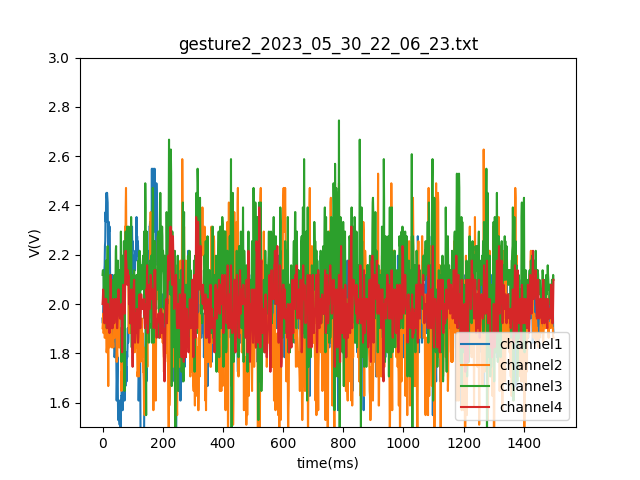 gesture2_2023_05_30_22_06_23.txt
3.0
2.8
2.6
2.4
2.2
2.0
1.8
1.6
V(V)
channel1
channel2
channel3
channel4
0 200 400 600 800 1000 1200 1400
time(ms)